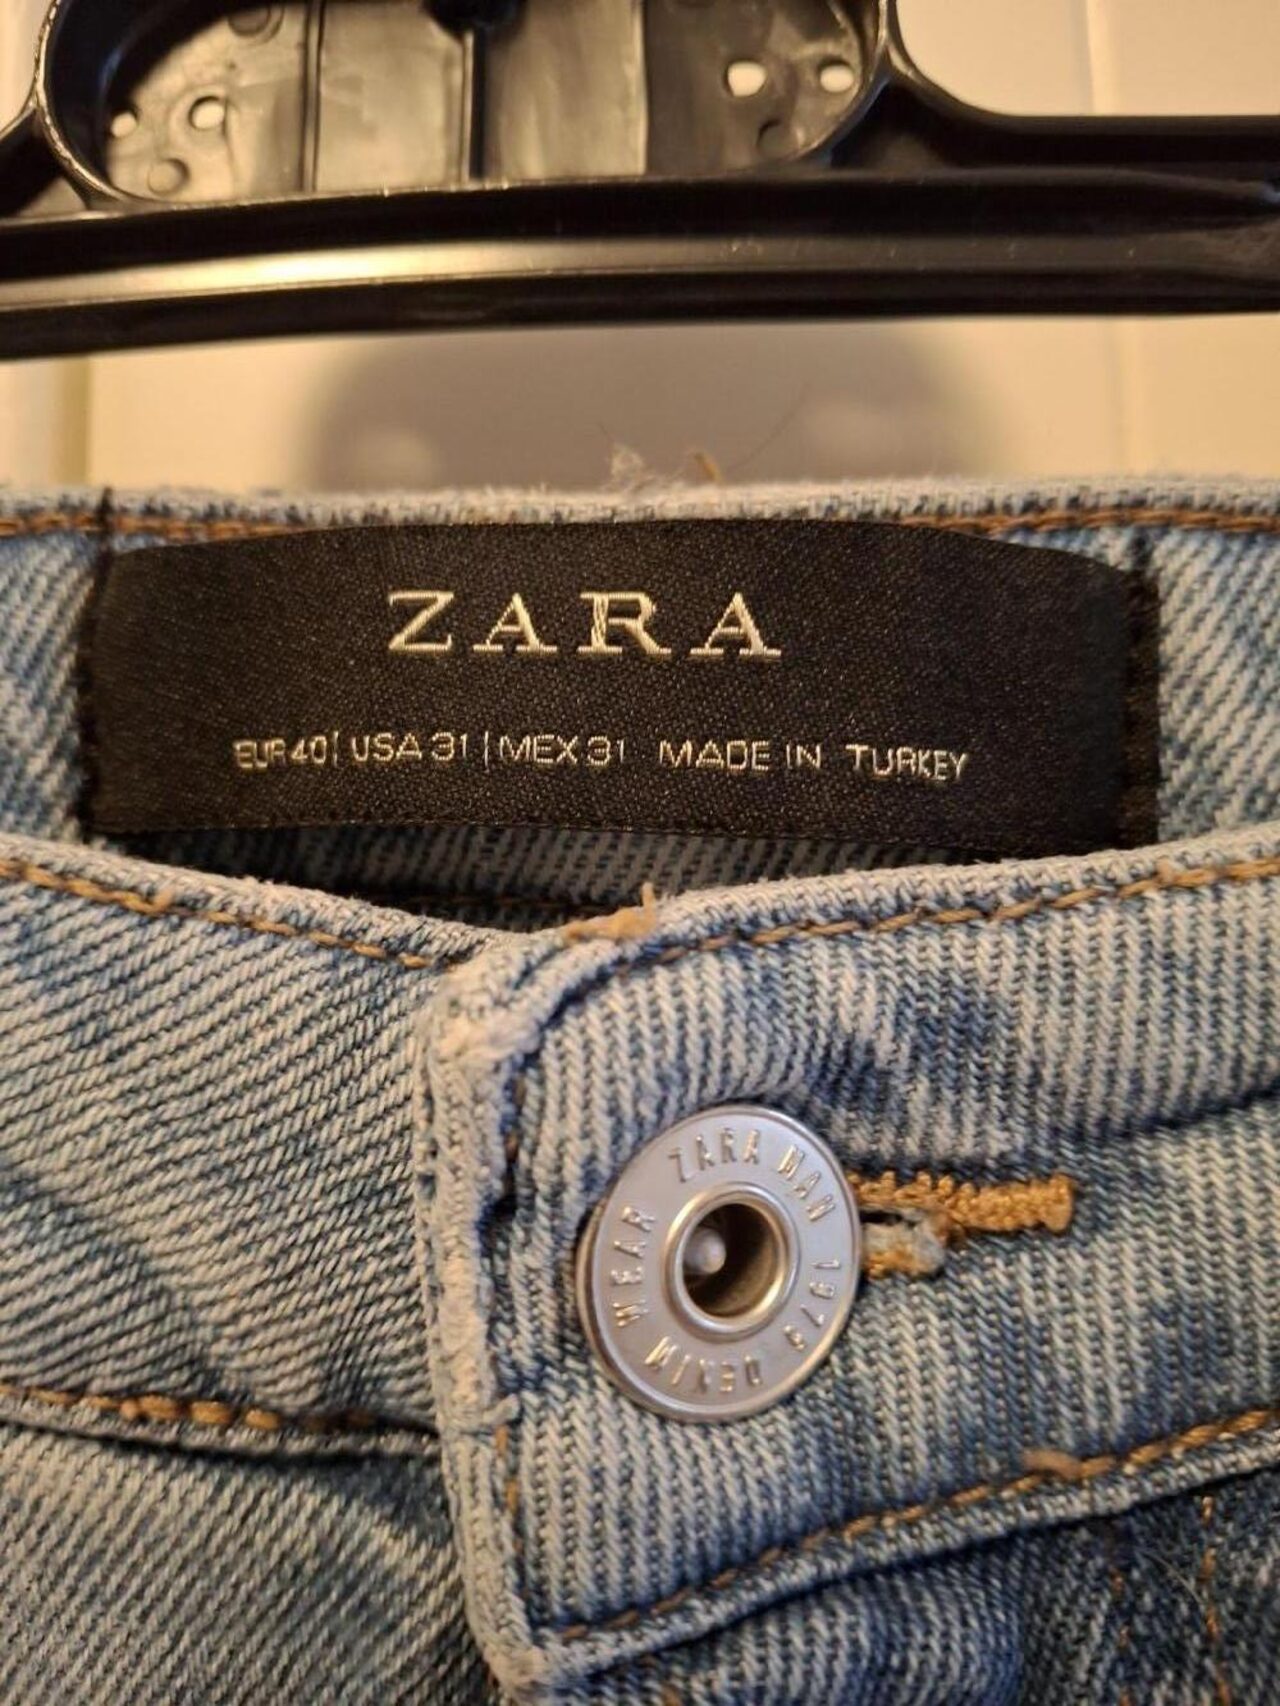 ZARA
EUR 40 | USA 31 | MEX 31 MADE IN TURKEY
ZARA MAN 1975 DENIM WEAR